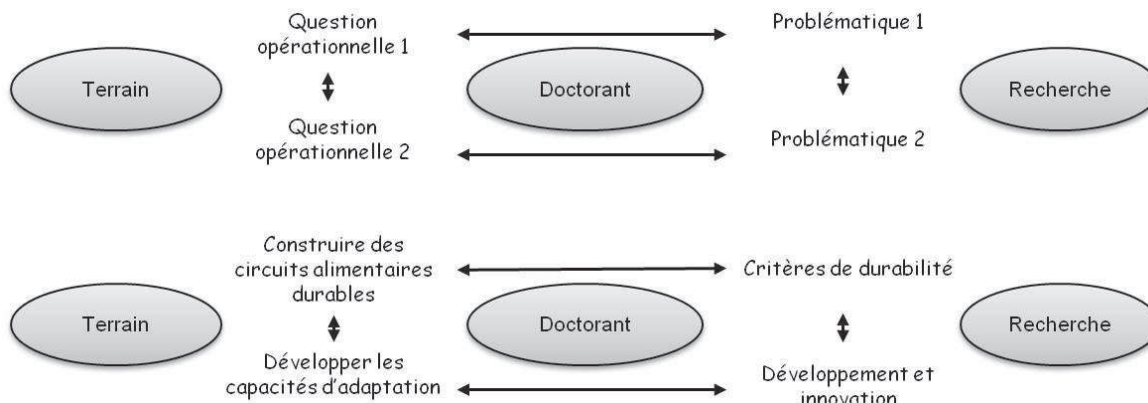 Question
opérationnelle 1
Problématique 1
Terrain
Doctorant
Recherche
Question
opérationnelle 2
Problématique 2
Construire des
circuits alimentaires
durables
Critères de durabilité
Terrain
Doctorant
Recherche
Développer les
capacités d'adaptation
Développement et
innovation